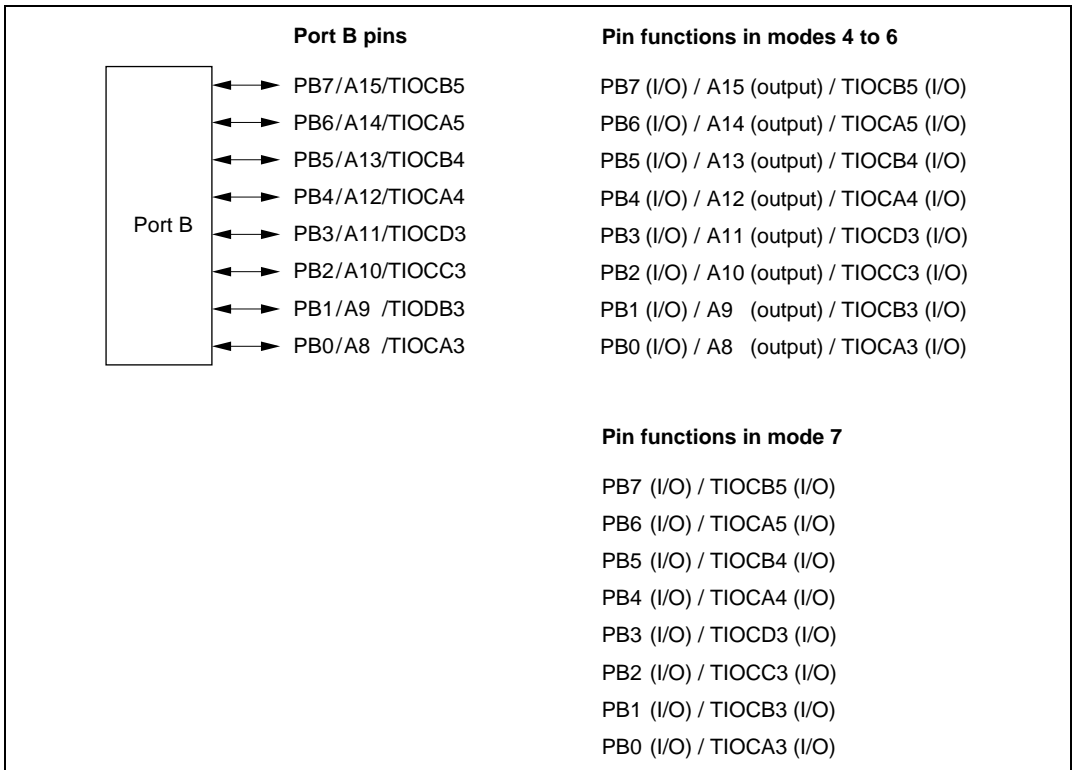 Port B pins
Pin functions in modes 4 to 6
Port B
PB7/A15/TIOCB5
PB7 (I/O) / A15 (output) / TIOCB5 (I/O)
PB6/A14/TIOCA5
PB6 (I/O) / A14 (output) / TIOCA5 (I/O)
PB5/A13/TIOCB4
PB5 (I/O) / A13 (output) / TIOCB4 (I/O)
PB4/A12/TIOCA4
PB4 (I/O) / A12 (output) / TIOCA4 (I/O)
PB3/A11/TIOCD3
PB3 (I/O) / A11 (output) / TIOCD3 (I/O)
PB2/A10/TIOCC3
PB2 (I/O) / A10 (output) / TIOCC3 (I/O)
PB1/A9 /TIODB3
PB1 (I/O) / A9 (output) / TIOCB3 (I/O)
PB0/A8 /TIOCA3
PB0 (I/O) / A8 (output) / TIOCA3 (I/O)
Pin functions in mode 7
PB7 (I/O) / TIOCB5 (I/O)
PB6 (I/O) / TIOCA5 (I/O)
PB5 (I/O) / TIOCB4 (I/O)
PB4 (I/O) / TIOCA4 (I/O)
PB3 (I/O) / TIOCD3 (I/O)
PB2 (I/O) / TIOCC3 (I/O)
PB1 (I/O) / TIOCB3 (I/O)
PB0 (I/O) / TIOCA3 (I/O)